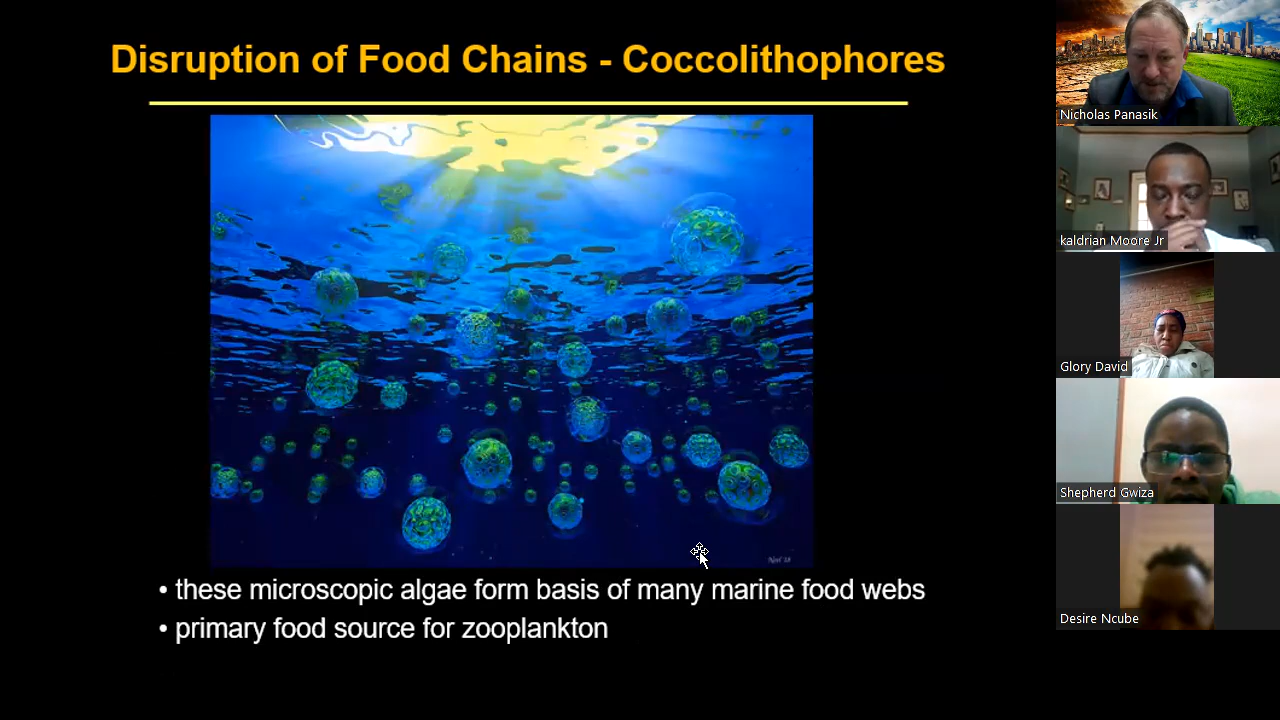 Disruption of Food Chains - Coccolithophores
• these microscopic algae form basis of many marine food webs
• primary food source for zooplankton
Nicholas Panasik
kaldrian Moore Jr
Glory David
Shepherd Gwiza
Desire Ncube